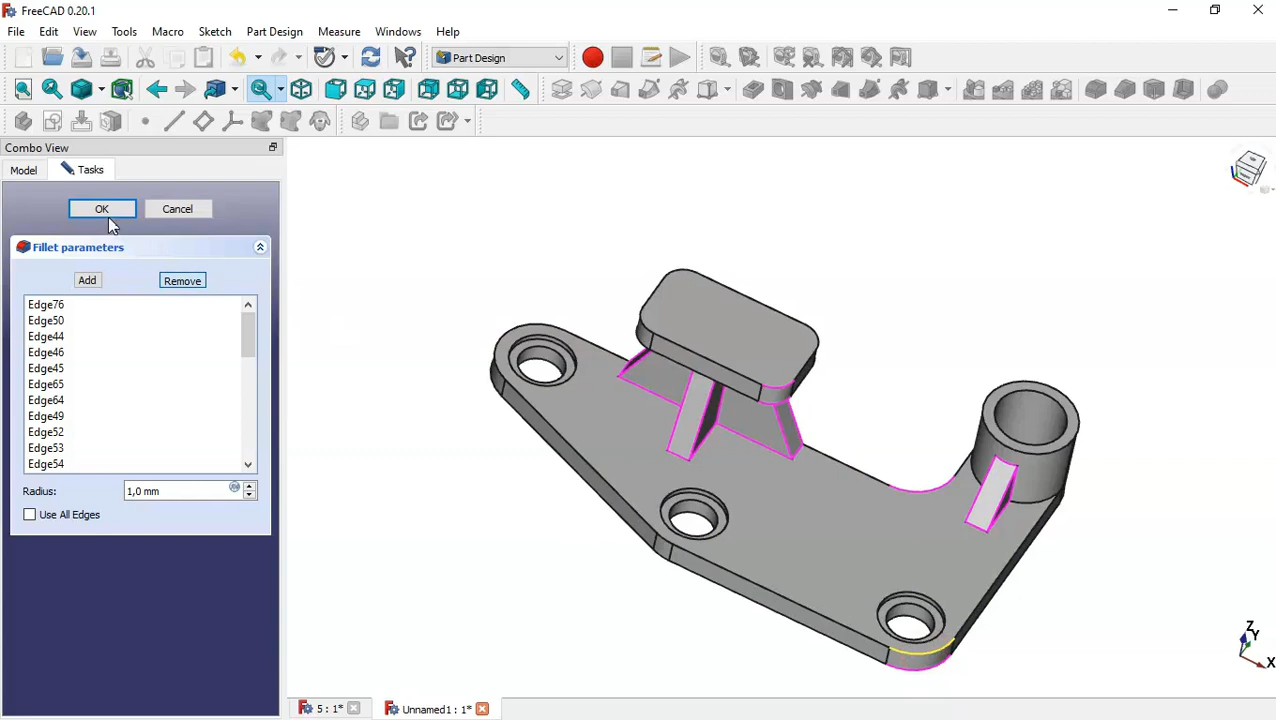 FreeCAD 0.20.1
File Edit View Tools Macro Sketch Part Design Measure Windows Help
Part Design
Combo View
Model Tasks
OK Cancel
Fillet parameters
Add Remove
Edge76
Edge50
Edge44
Edge46
Edge45
Edge65
Edge64
Edge49
Edge52
Edge53
Edge54
Radius: 1,0 mm
Use All Edges
Z
Y
X
5 : 1* Unnamed1 : 1*